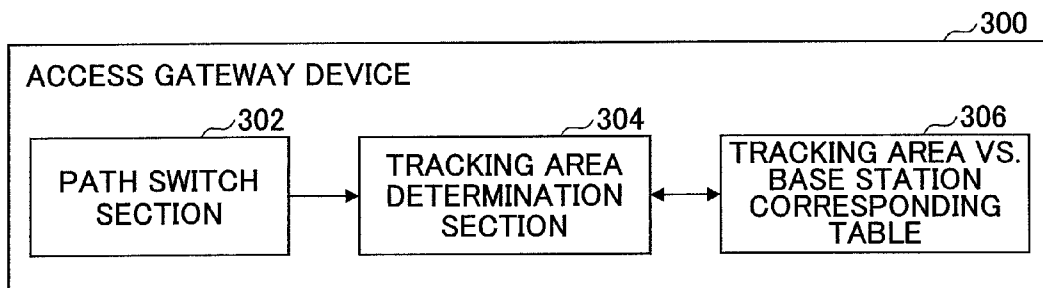 300
ACCESS GATEWAY DEVICE
302
304
306
PATH SWITCH
SECTION
TRACKING AREA
DETERMINATION
SECTION
TRACKING AREA VS.
BASE STATION
CORRESPONDING
TABLE